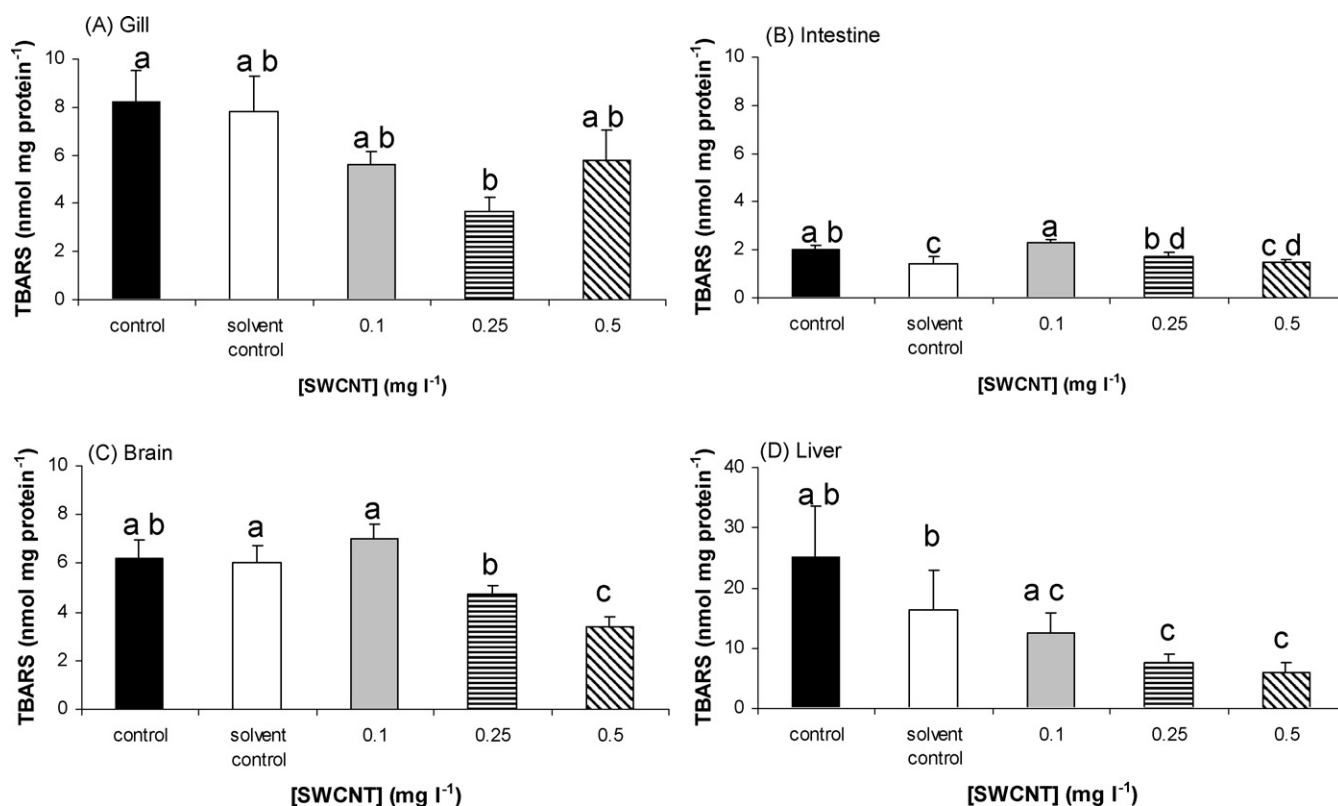 (A) Gill
TBARS (nmol mg protein⁻¹)
10
8
6
4
2
0
a
a b
a b
b
a b
control
solvent control
0.1
0.25
0.5
[SWCNT] (mg l⁻¹)
(B) Intestine
TBARS (nmol mg protein⁻¹)
10
8
6
4
2
0
a b
c
a
b d
c d
control
solvent control
0.1
0.25
0.5
[SWCNT] (mg l⁻¹)
(C) Brain
TBARS (nmol mg protein⁻¹)
10
8
6
4
2
0
a b
a
a
b
c
control
solvent control
0.1
0.25
0.5
[SWCNT] (mg l⁻¹)
(D) Liver
TBARS (nmol mg protein⁻¹)
40
30
20
10
0
a b
b
a c
c
c
control
solvent control
0.1
0.25
0.5
[SWCNT] (mg l⁻¹)